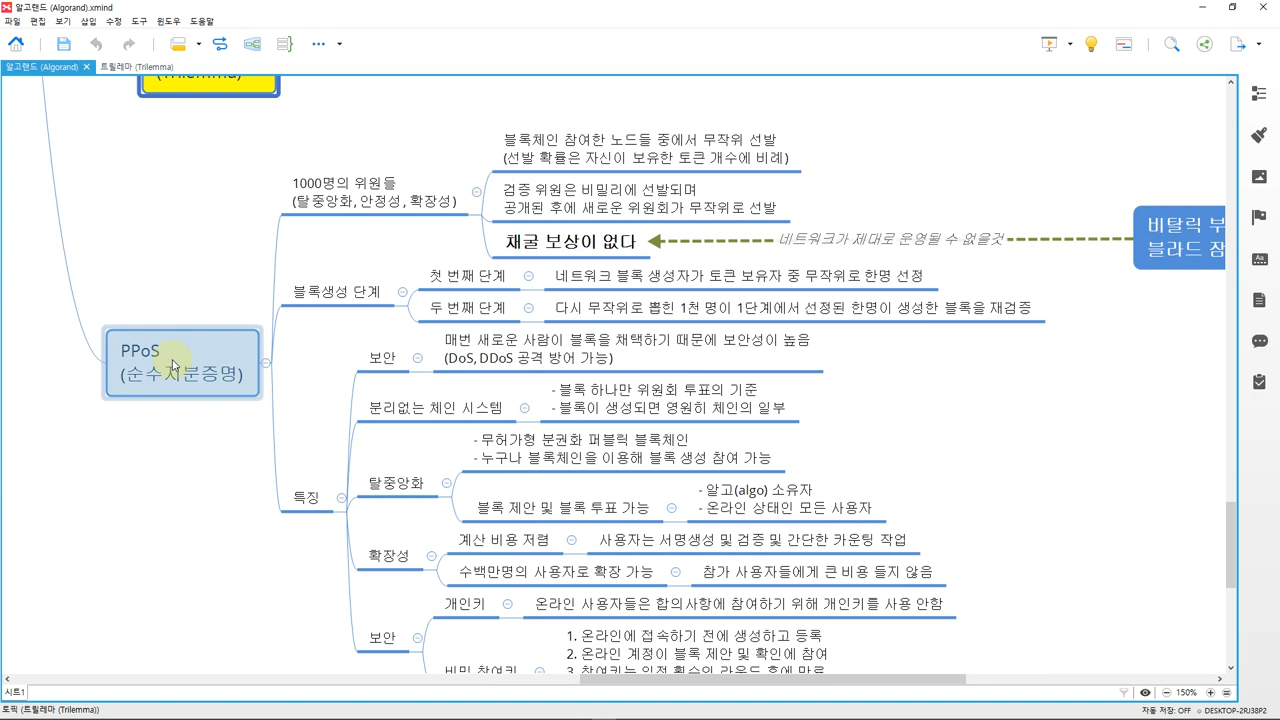 알고랜드 (Algorand).xmind
파일 편집 보기 삽입 수정 도구 윈도우 도움말
알고랜드 (Algorand)
트릴레마 (Trilemma)
(Trilemma)
블록체인 참여한 노드들 중에서 무작위 선발
(선발 확률은 자신이 보유한 토큰 개수에 비례)
1000명의 위원들
(탈중앙화, 안정성, 확장성)
검증 위원은 비밀리에 선발되며
공개된 후에 새로운 위원회가 무작위로 선발
채굴 보상이 없다
네트워크가 제대로 운영될 수 없을것
비탈릭 부
블라드 잠
블록생성 단계
첫 번째 단계
네트워크 블록 생성자가 토큰 보유자 중 무작위로 한명 선정
두 번째 단계
다시 무작위로 뽑힌 1천 명이 1단계에서 선정된 한명이 생성한 블록을 재검증
PPoS
(순수지분증명)
특징
보안
매번 새로운 사람이 블록을 채택하기 때문에 보안성이 높음
(DoS, DDoS 공격 방어 가능)
분리없는 체인 시스템
- 블록 하나만 위원회 투표의 기준
- 블록이 생성되면 영원히 체인의 일부
탈중앙화
- 무허가형 분권화 퍼블릭 블록체인
- 누구나 블록체인을 이용해 블록 생성 참여 가능
블록 제안 및 블록 투표 가능
- 알고(algo) 소유자
- 온라인 상태인 모든 사용자
확장성
계산 비용 저렴
사용자는 서명생성 및 검증 및 간단한 카운팅 작업
수백만명의 사용자로 확장 가능
참가 사용자들에게 큰 비용 들지 않음
보안
개인키
온라인 사용자들은 합의사항에 참여하기 위해 개인키를 사용 안함
비밀 참여키
1. 온라인에 접속하기 전에 생성하고 등록
2. 온라인 계정이 블록 제안 및 확인에 참여
3. 참여키는 일정 횟수의 라운드 후에 만료
시트1
150%
토픽 (트릴레마 (Trilemma))
자동 저장: OFF
DESKTOP-2RJ38P2